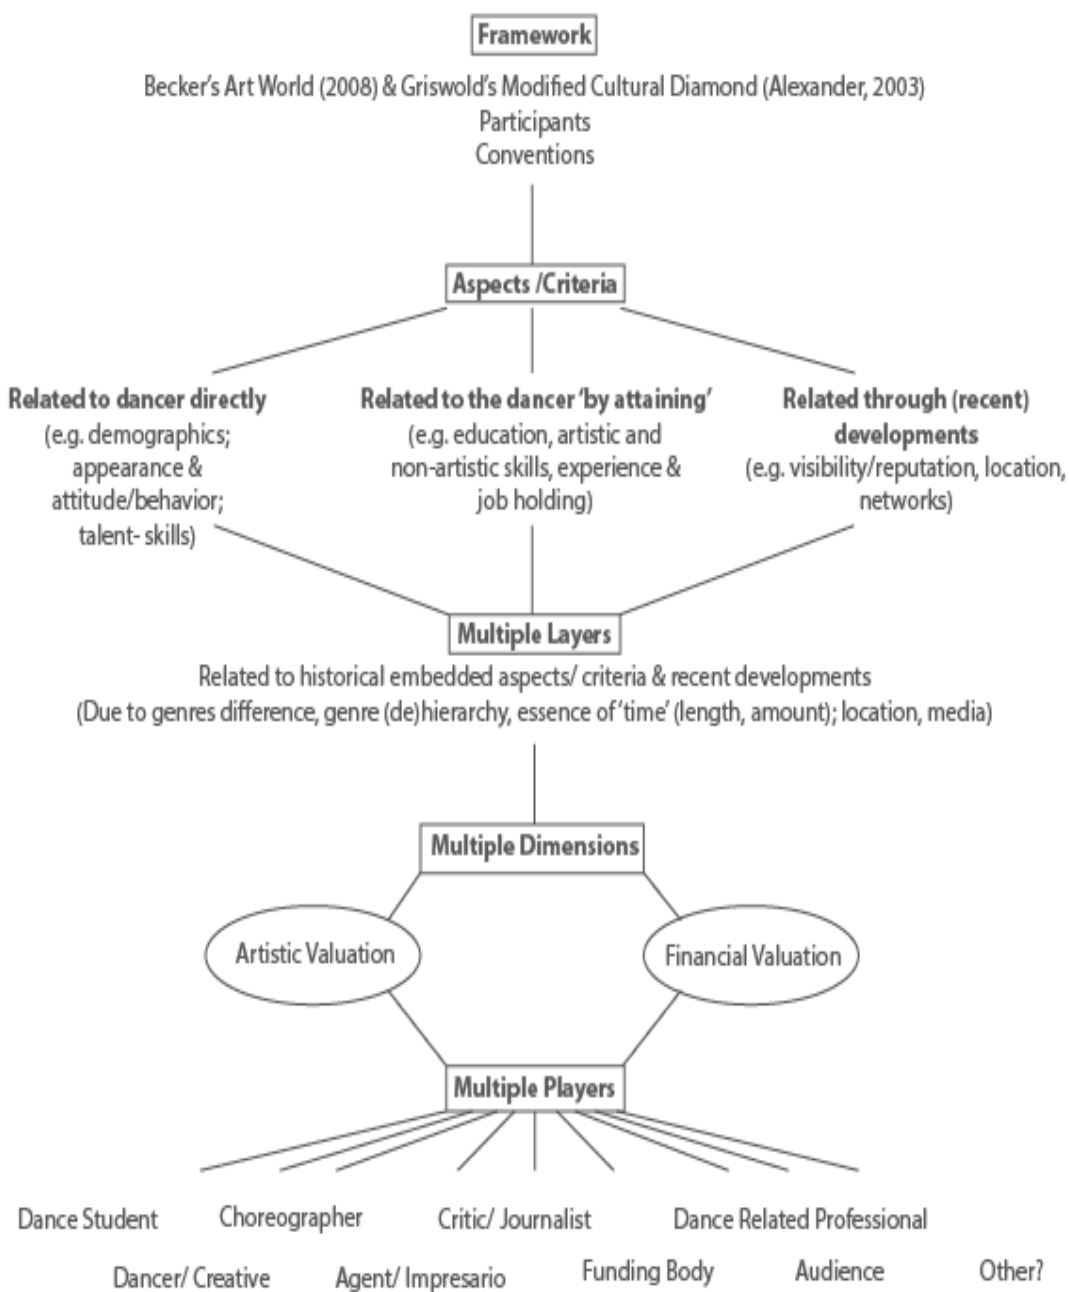 Framework
Becker's Art World (2008) & Griswold's Modified Cultural Diamond (Alexander, 2003)
Participants
Conventions
Aspects /Criteria
Related to dancer directly
(e.g. demographics;
appearance &
attitude/behavior;
talent- skills)
Related to the dancer 'by attaining'
(e.g. education, artistic and
non-artistic skills, experience &
job holding)
Related through (recent)
developments
(e.g. visibility/reputation, location,
networks)
Multiple Layers
Related to historical embedded aspects/ criteria & recent developments
(Due to genres difference, genre (de)hierarchy, essence of 'time' (length, amount); location, media)
Multiple Dimensions
Artistic Valuation
Financial Valuation
Multiple Players
Dance Student
Choreographer
Critic/ Journalist
Dance Related Professional
Dancer/ Creative
Agent/ Impresario
Funding Body
Audience
Other?